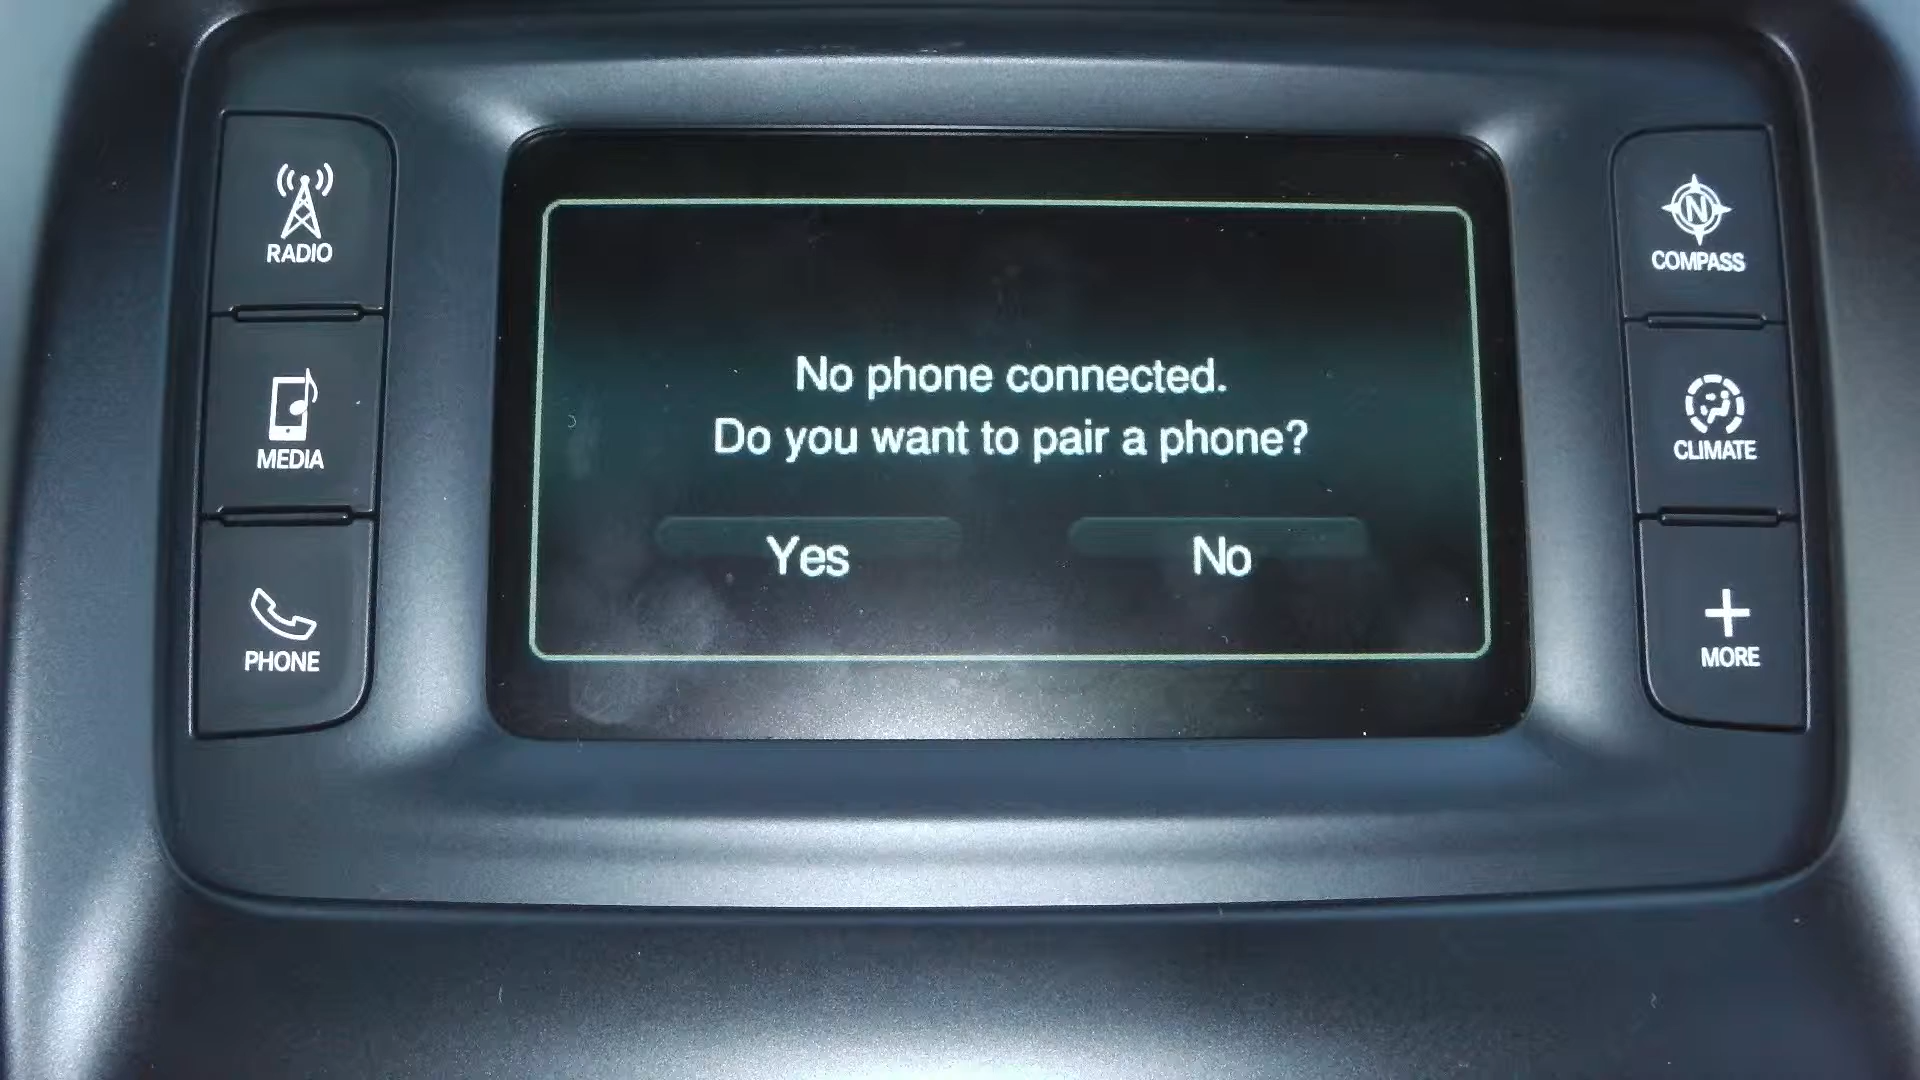 RADIO
MEDIA
PHONE
No phone connected.
Do you want to pair a phone?
Yes
No
N
COMPASS
CLIMATE
MORE